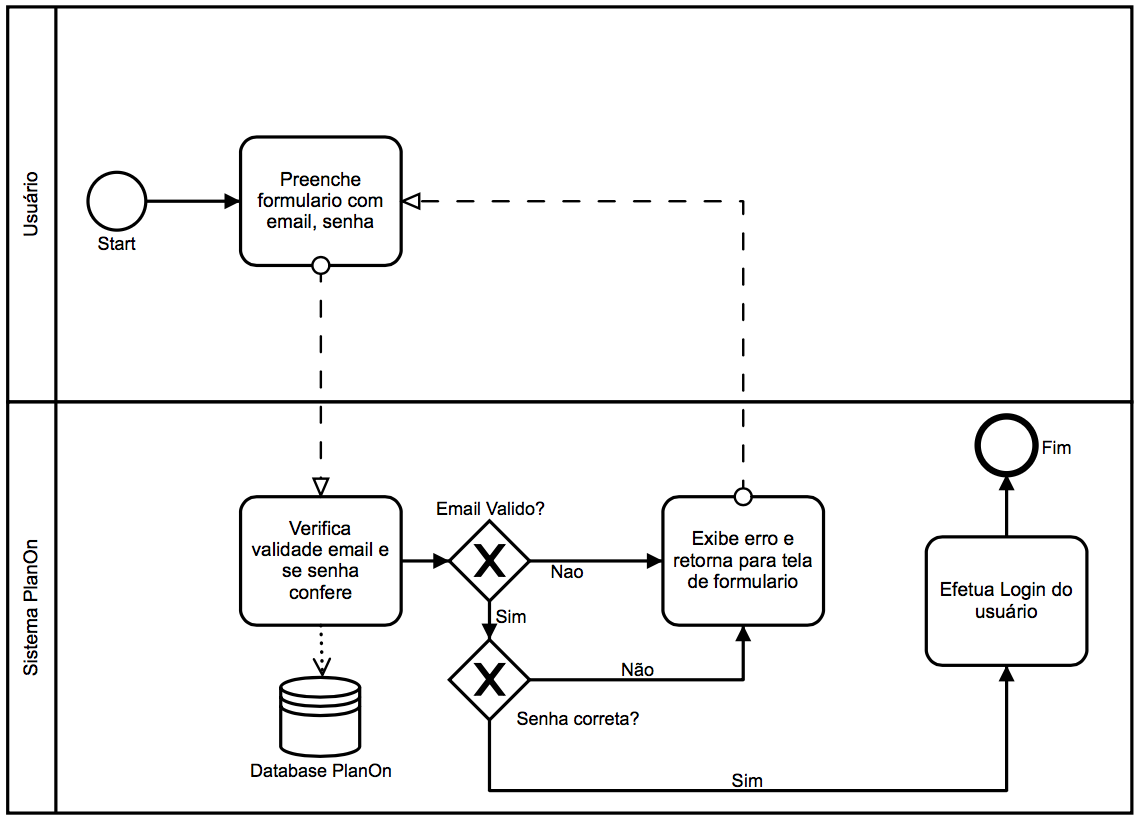 Usuário
Start
Preenche
formulario com
email, senha
Sistema PlanOn
Verifica
validade email e
se senha
confere
Database PlanOn
Email Valido?
Nao
Sim
Senha correta?
Não
Sim
Exibe erro e
retorna para tela
de formulario
Efetua Login do
usuário
Fim